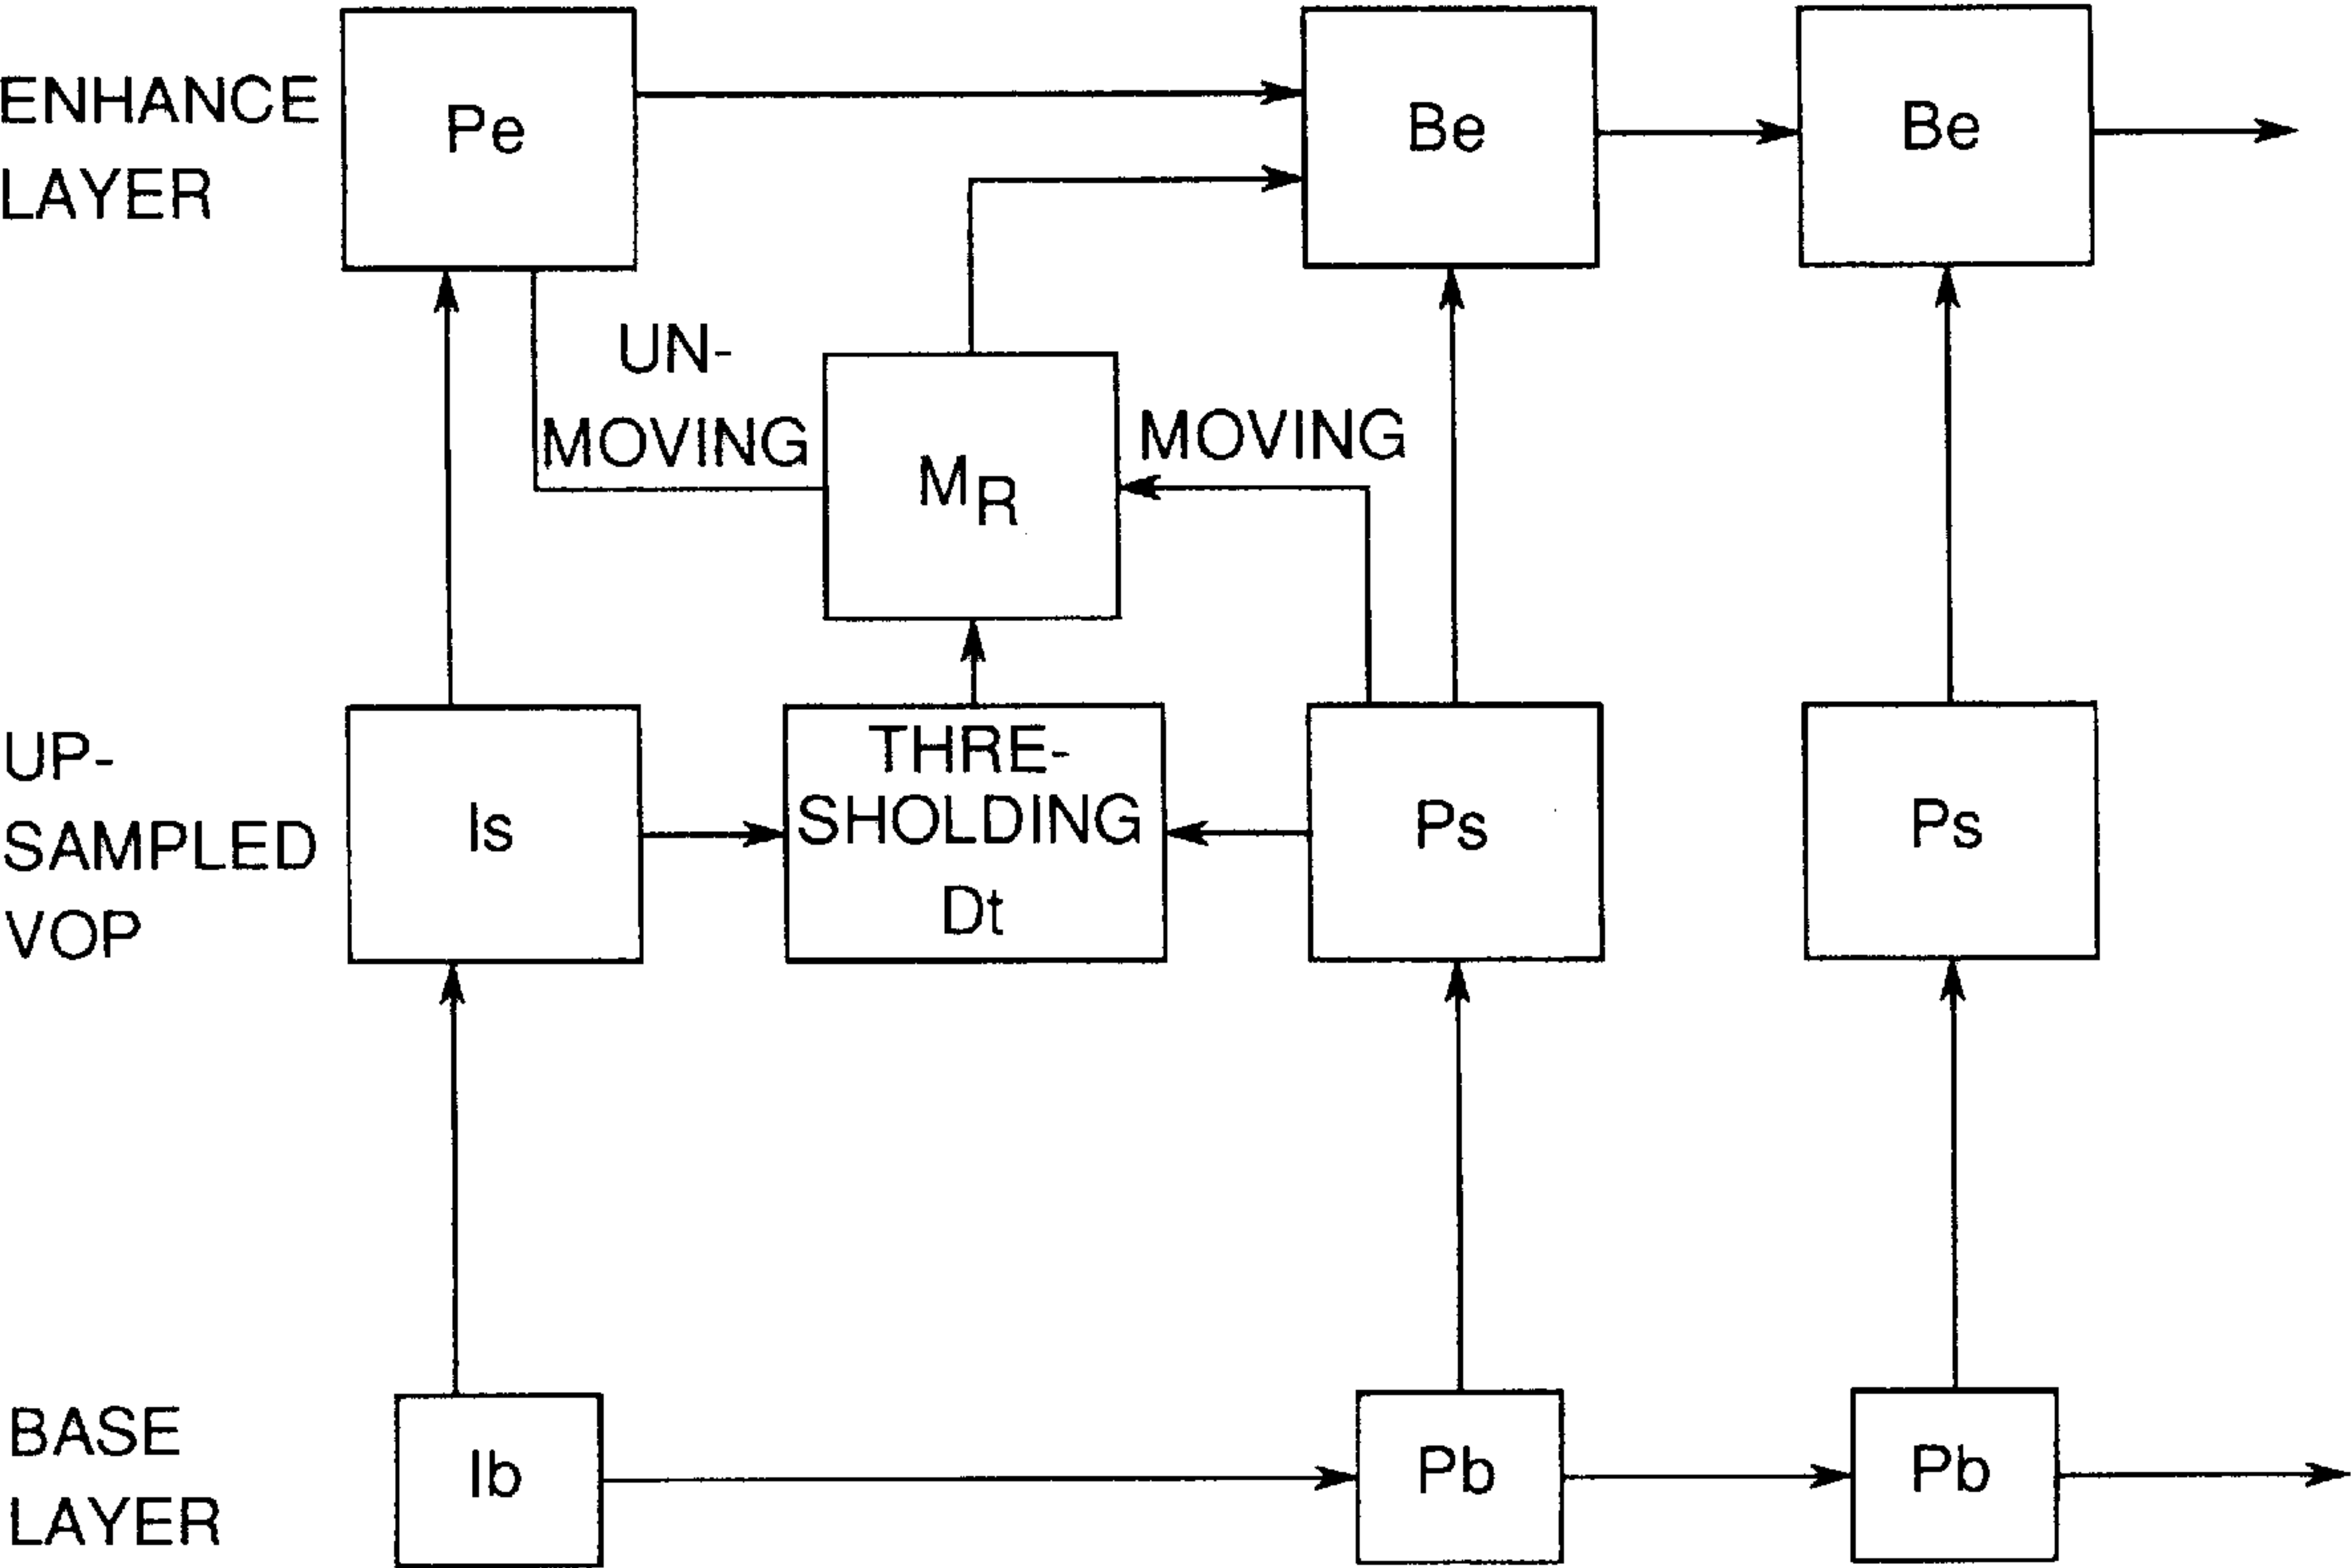 ENHANCE
LAYER
Pe
Be
Be
UN-
MOVING
MR
MOVING
UP-
SAMPLED
VOP
Is
THRE-
SHOLDING
Dt
Ps
Ps
BASE
LAYER
Ib
Pb
Pb